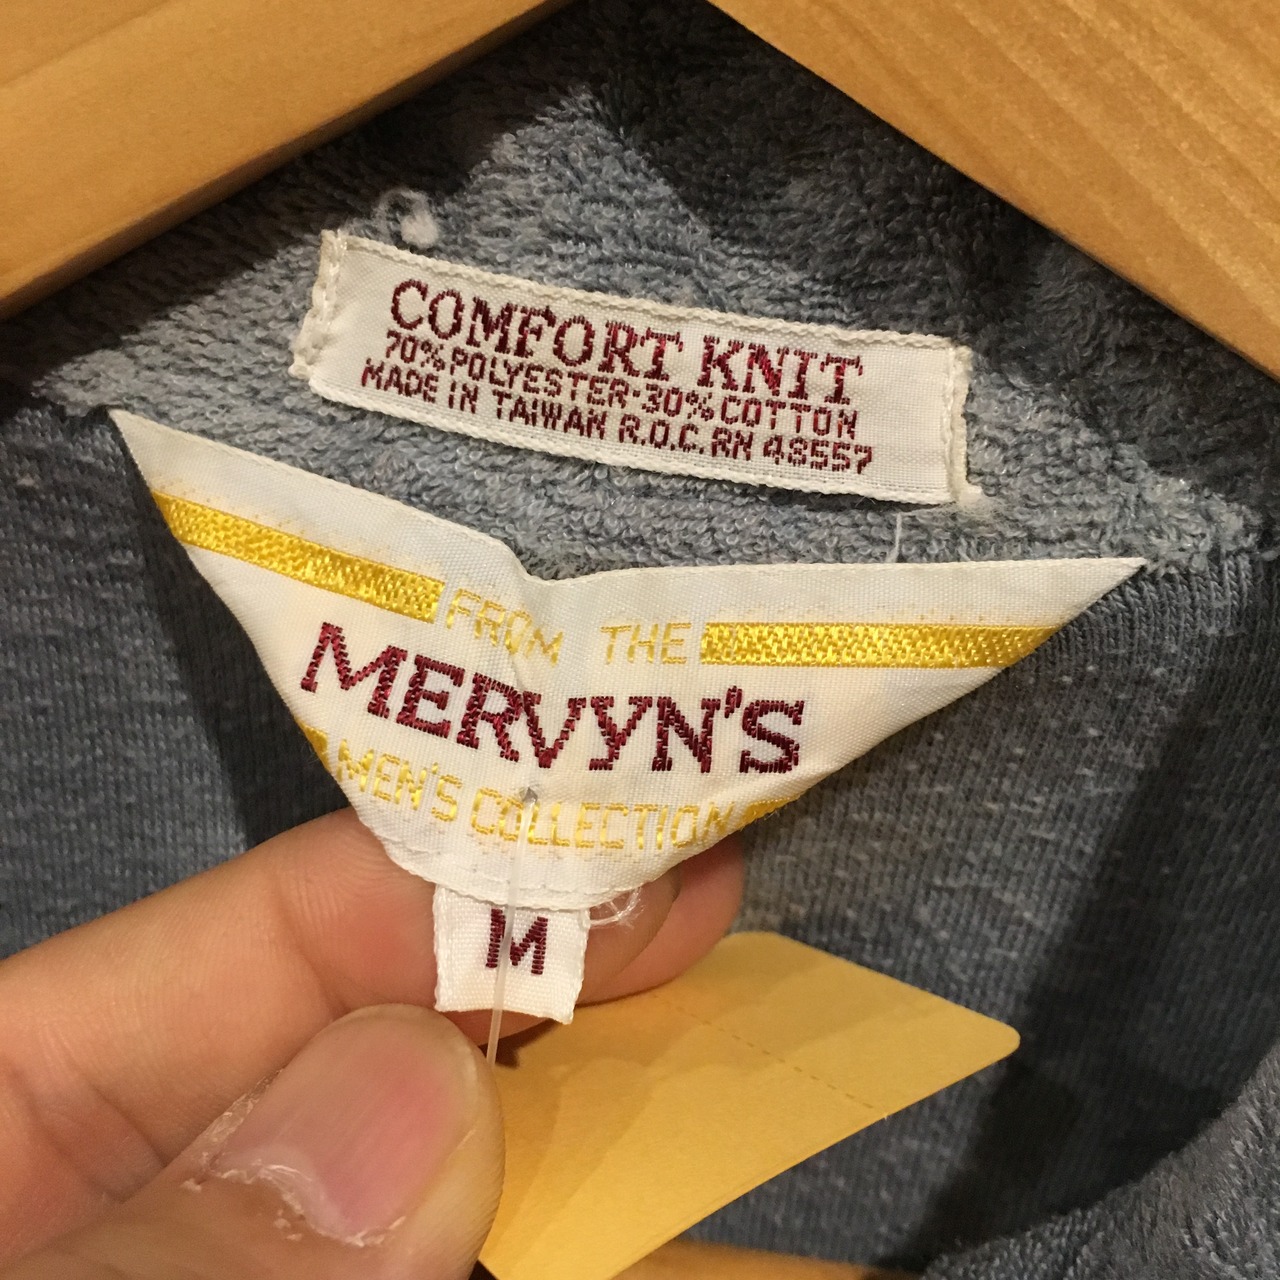 COMFORT KNIT
70% POLYESTER·30% COTTON
MADE IN TAIWAN R.O.C. RN 48557
FROM THE
MERVYN'S
MEN'S COLLECTION
M